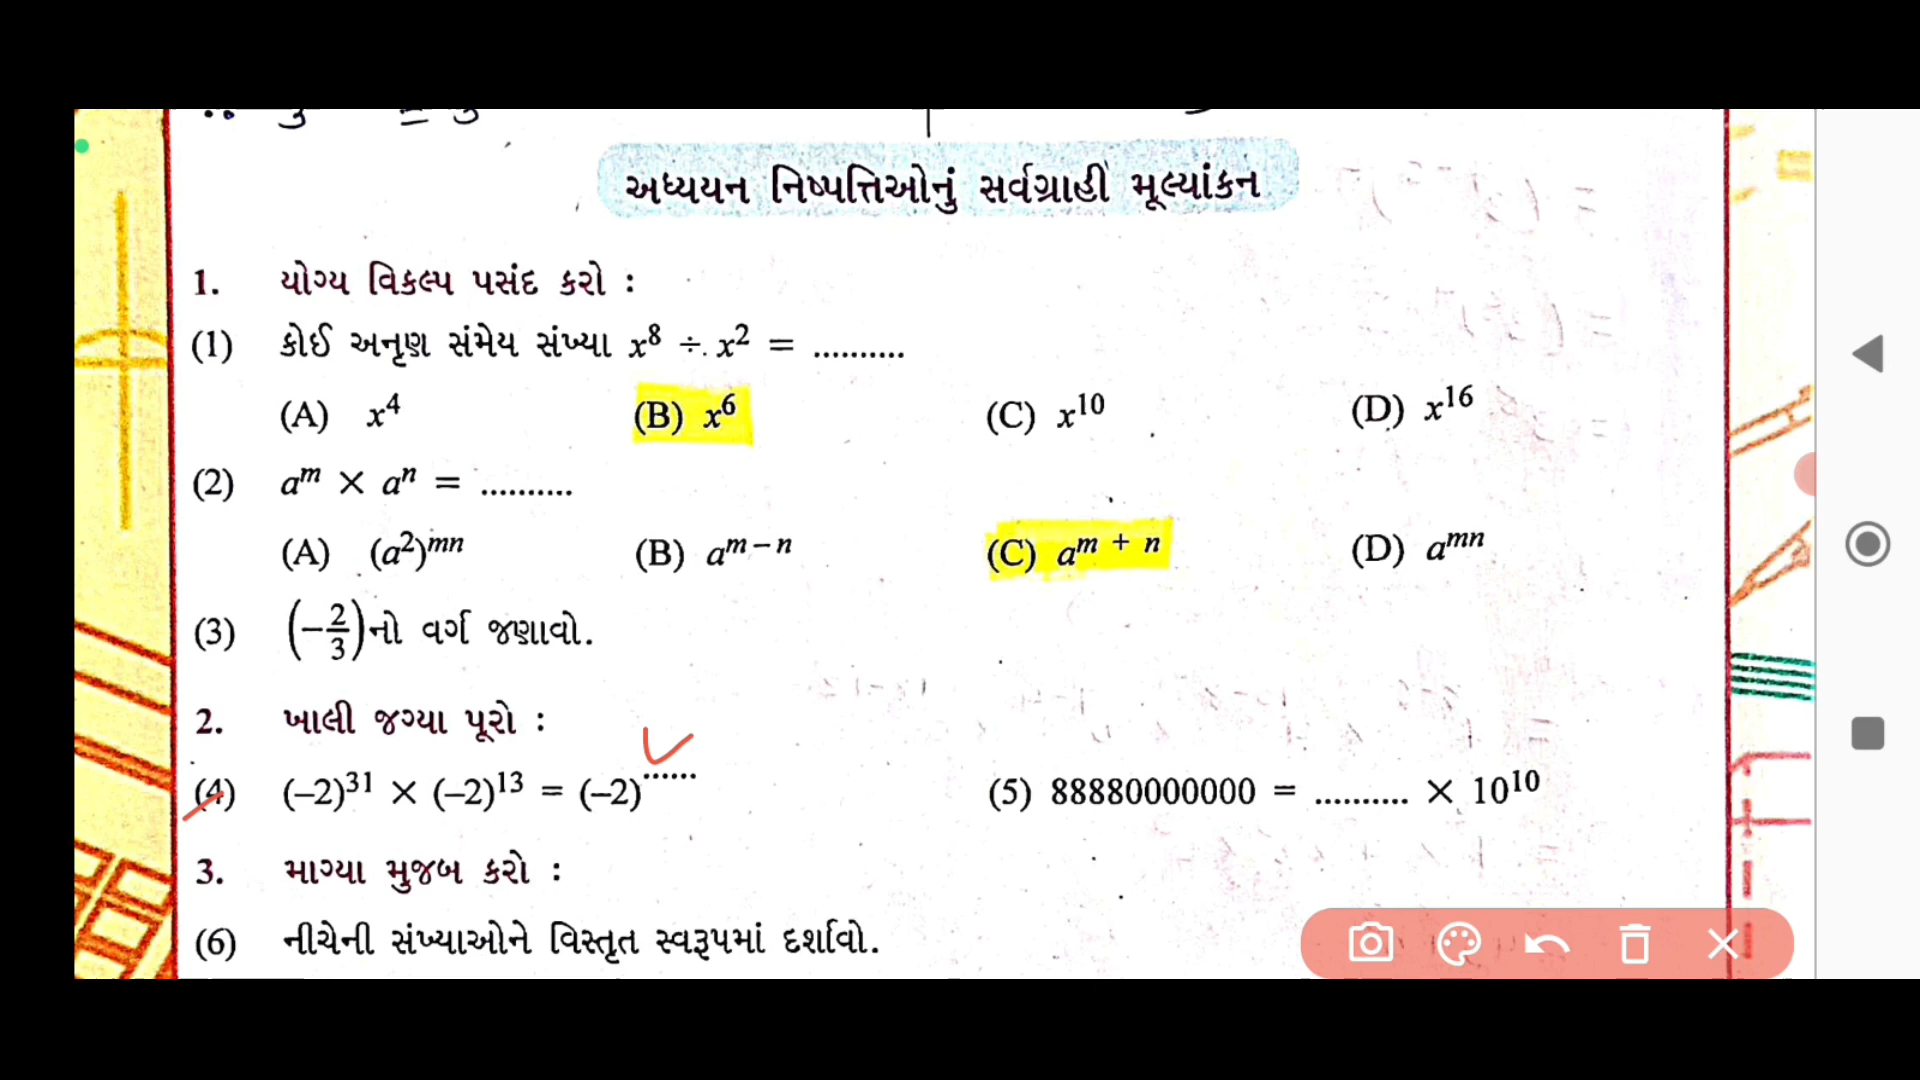 અધ્યયન નિષ્પત્તિઓનું સર્વગ્રાહી મૂલ્યાંકન
1. યોગ્ય વિકલ્પ પસંદ કરો :
(1) કોઈ અનૃણ સંમેય સંખ્યા x⁸ ÷ x² = ..........
(A) x⁴ (B) x⁶ (C) x¹⁰ (D) x¹⁶
(2) aᵐ × aⁿ = ..........
(A) (a²)ᵐⁿ (B) aᵐ⁻ⁿ (C) aᵐ⁺ⁿ (D) aᵐⁿ
(3) (−2/3)નો વર્ગ જણાવો.
2. ખાલી જગ્યા પૂરો :
(4) (–2)³¹ × (–2)¹³ = (–2)^...... (5) 88880000000 = .......... × 10¹⁰
3. માગ્યા મુજબ કરો :
(6) નીચેની સંખ્યાઓને વિસ્તૃત સ્વરૂપમાં દર્શાવો.